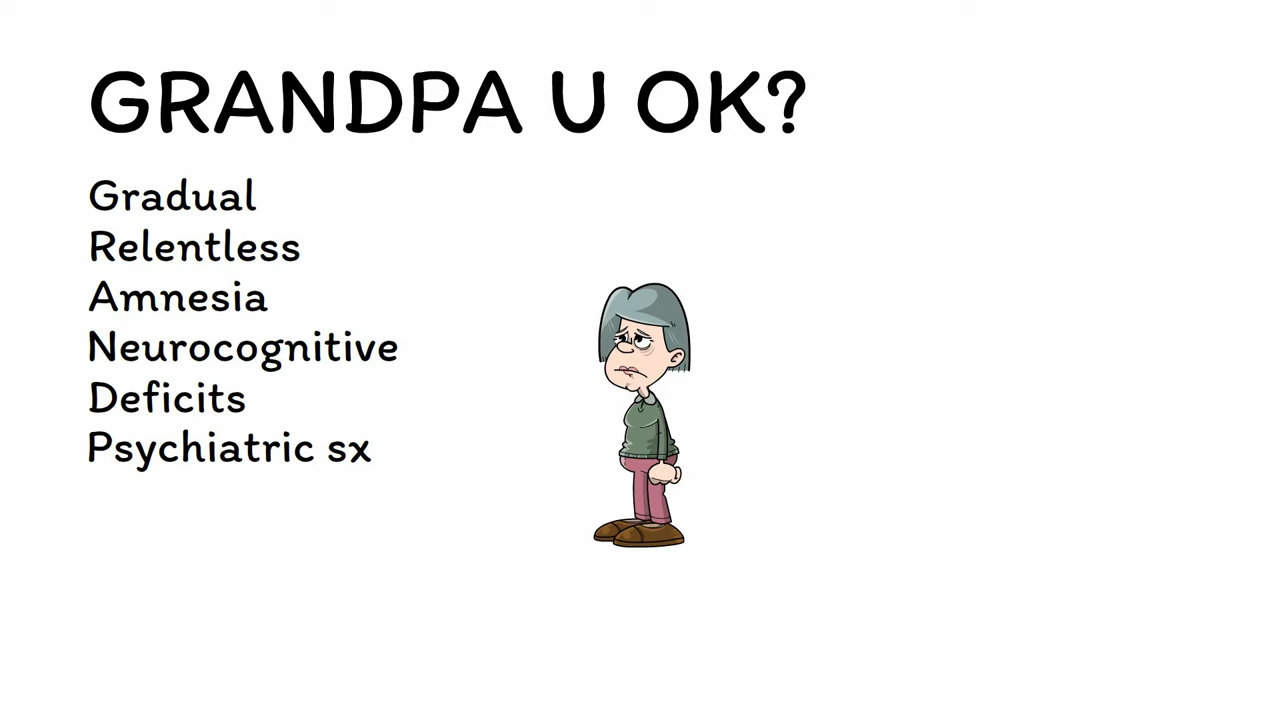 GRANDPA U OK?
Gradual
Relentless
Amnesia
Neurocognitive
Deficits
Psychiatric sx